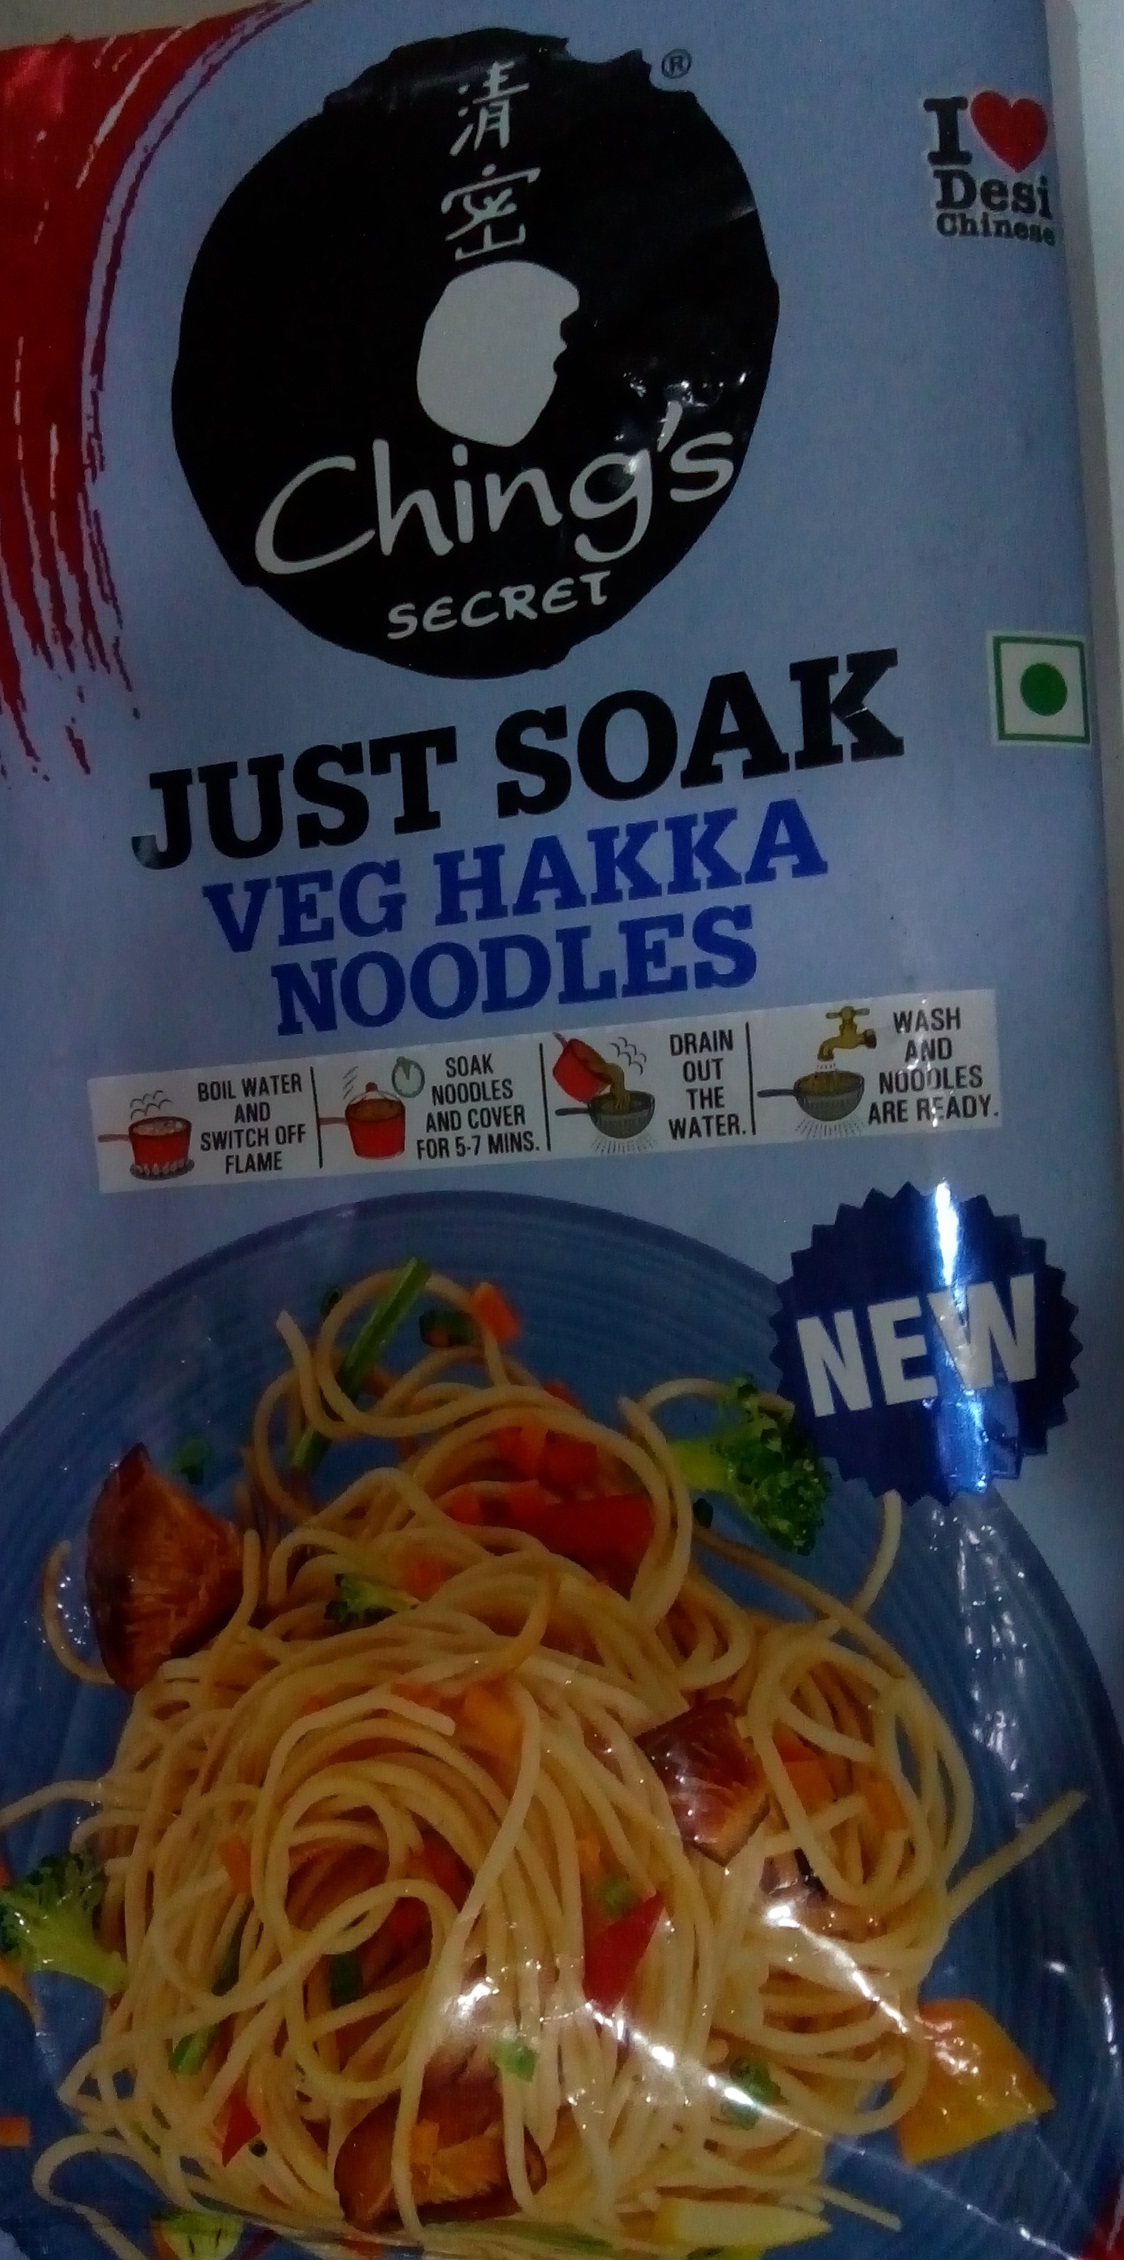 清
密
®
I
Desi
Chinese
Ching's
SECRET
JUST SOAK
VEG HAKKA
NOODLES
BOIL WATER
AND
SWITCH OFF
FLAME
SOAK
NOODLES
AND COVER
FOR 5-7 MINS.
DRAIN
OUT
THE
WATER.
WASH
AND
NOODLES
ARE READY.
NEW